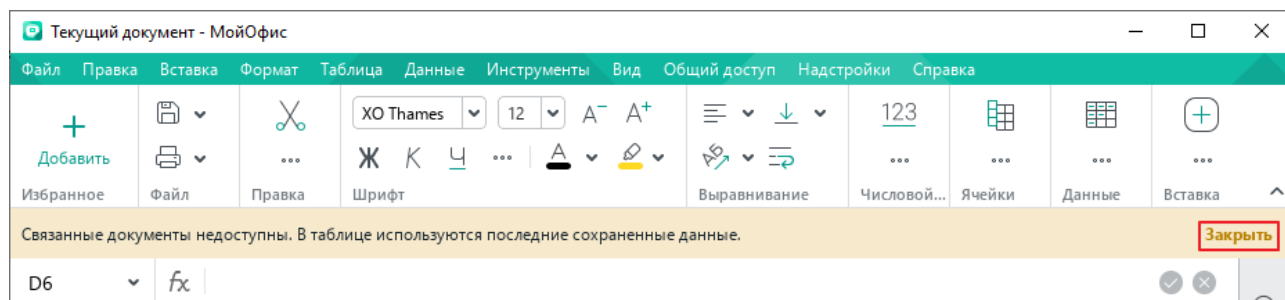 Текущий документ - МойОфис
Файл Правка Вставка Формат Таблица Данные Инструменты Вид Общий доступ Надстройки Справка
XO Thames 12 A⁻ A⁺ 123
Добавить Ж К Ч ... A
Избранное Файл Правка Шрифт Выравнивание Числовой... Ячейки Данные Вставка
Связанные документы недоступны. В таблице используются последние сохраненные данные. Закрыть
D6 fx